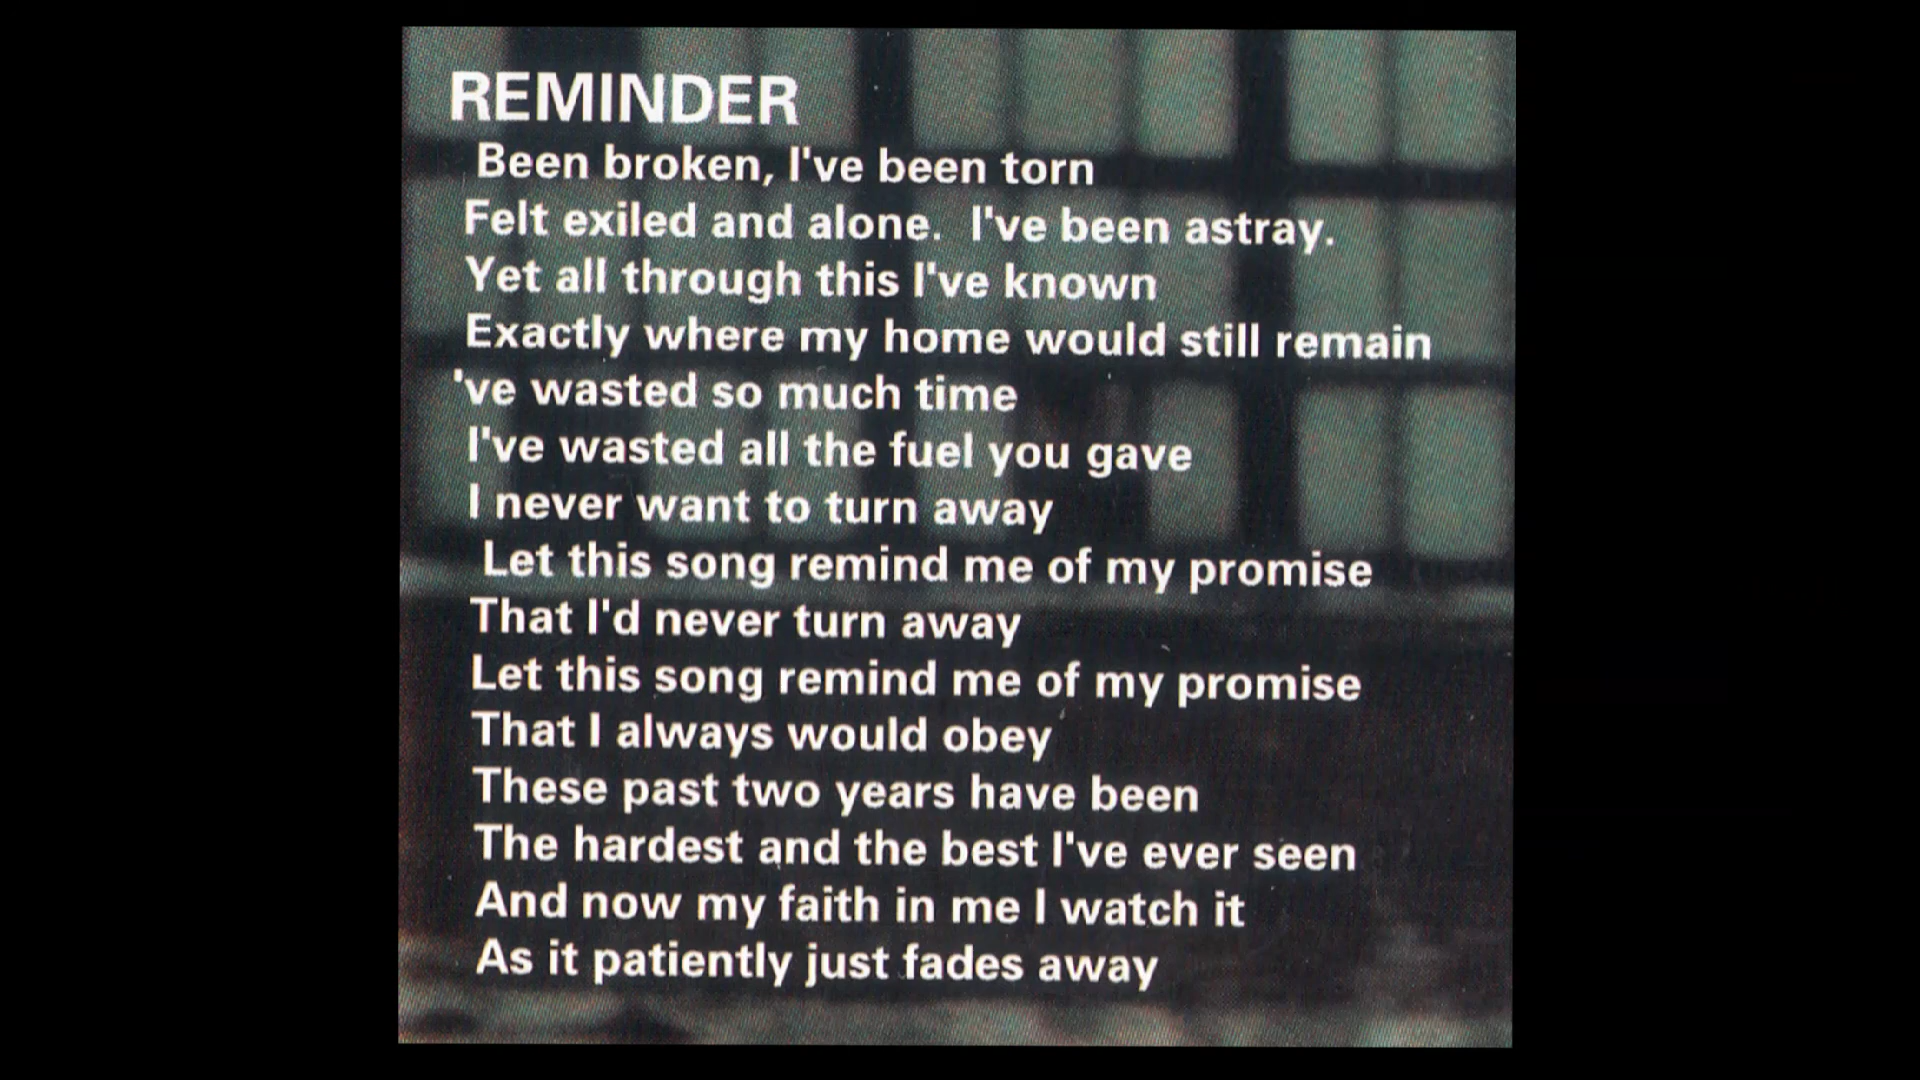 REMINDER
Been broken, I've been torn
Felt exiled and alone.  I've been astray.
Yet all through this I've known
Exactly where my home would still remain
've wasted so much time
I've wasted all the fuel you gave
I never want to turn away
Let this song remind me of my promise
That I'd never turn away
Let this song remind me of my promise
That I always would obey
These past two years have been
The hardest and the best I've ever seen
And now my faith in me I watch it
As it patiently just fades away